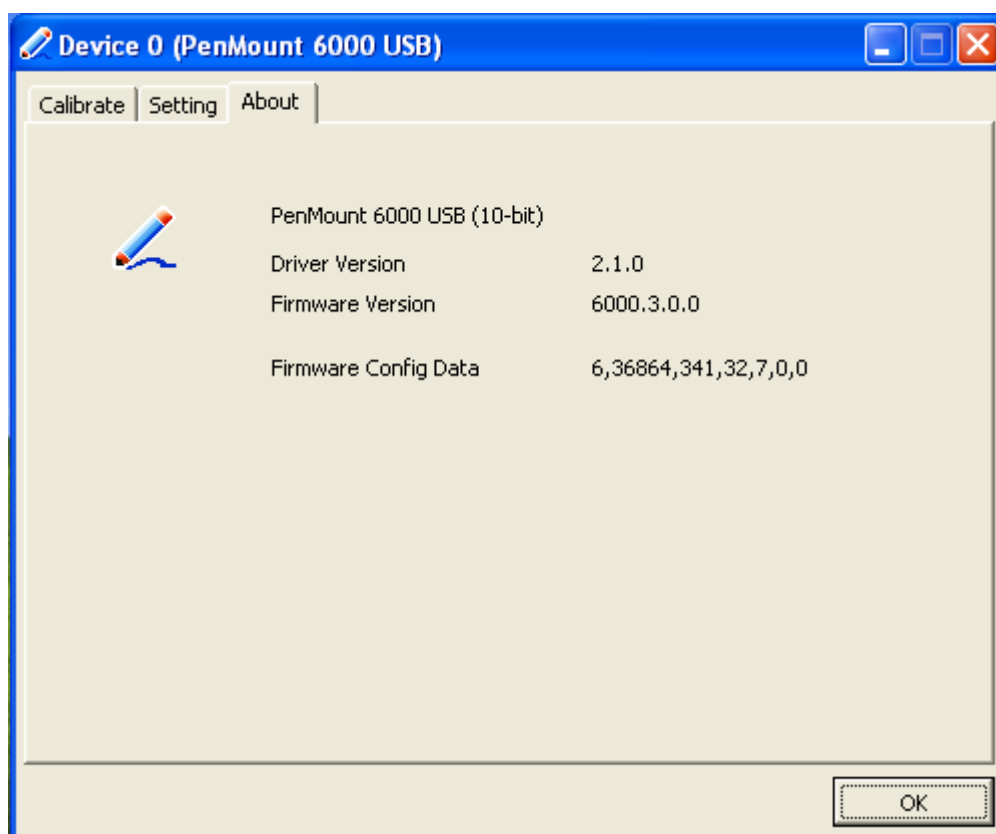 Device 0 (PenMount 6000 USB)
Calibrate Setting About
PenMount 6000 USB (10-bit)
Driver Version 2.1.0
Firmware Version 6000.3.0.0
Firmware Config Data 6,36864,341,32,7,0,0
OK